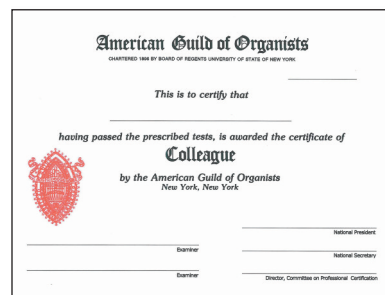 American Guild of Organists
CHARTERED 1896 BY BOARD OF REGENTS UNIVERSITY OF STATE OF NEW YORK
This is to certify that
having passed the prescribed tests, is awarded the certificate of
Colleague
by the American Guild of Organists
New York, New York
National President
Examiner
National Secretary
Examiner
Director, Committee on Professional Certification